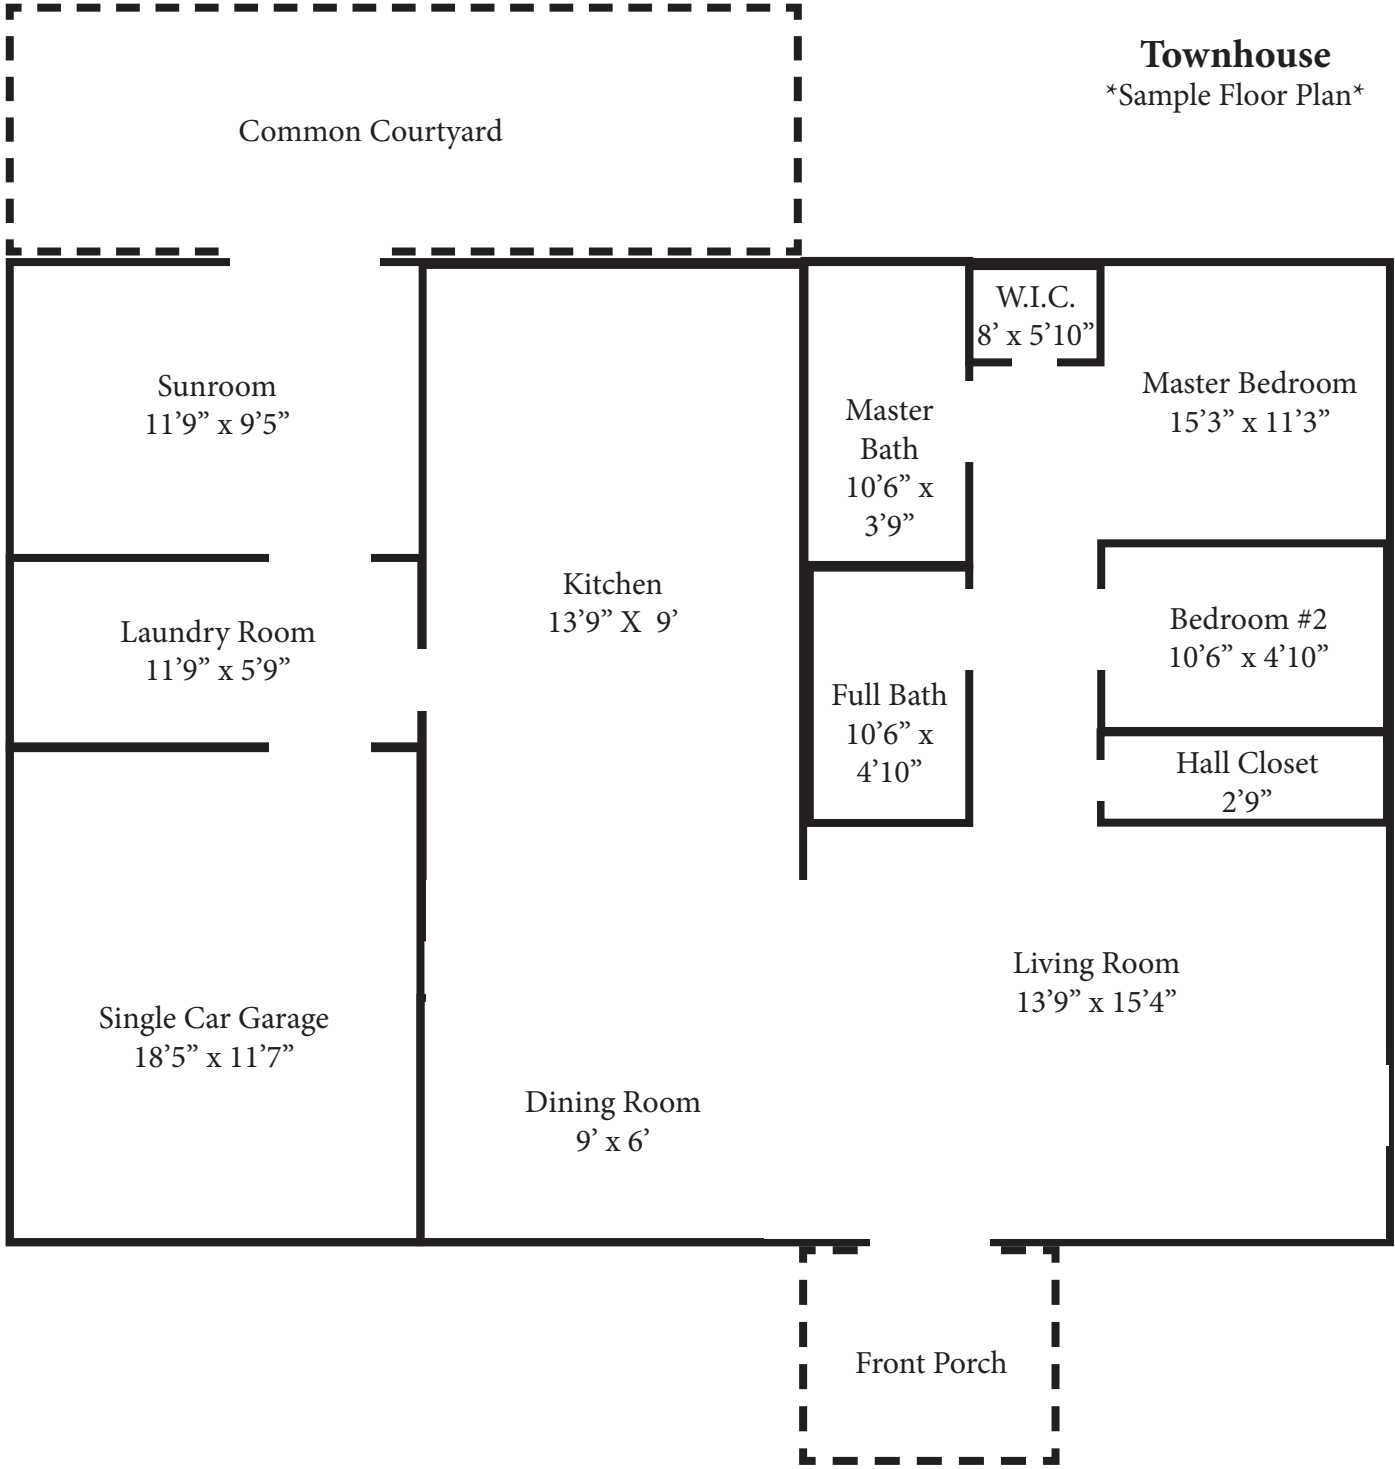 Townhouse
*Sample Floor Plan*
Common Courtyard
W.I.C.
8’ x 5’10”
Sunroom
11’9” x 9’5”
Master Bedroom
15’3” x 11’3”
Master
Bath
10’6” x
3’9”
Kitchen
13’9” X 9’
Laundry Room
11’9” x 5’9”
Bedroom #2
10’6” x 4’10”
Full Bath
10’6” x
4’10”
Hall Closet
2’9”
Living Room
13’9” x 15’4”
Single Car Garage
18’5” x 11’7”
Dining Room
9’ x 6’
Front Porch